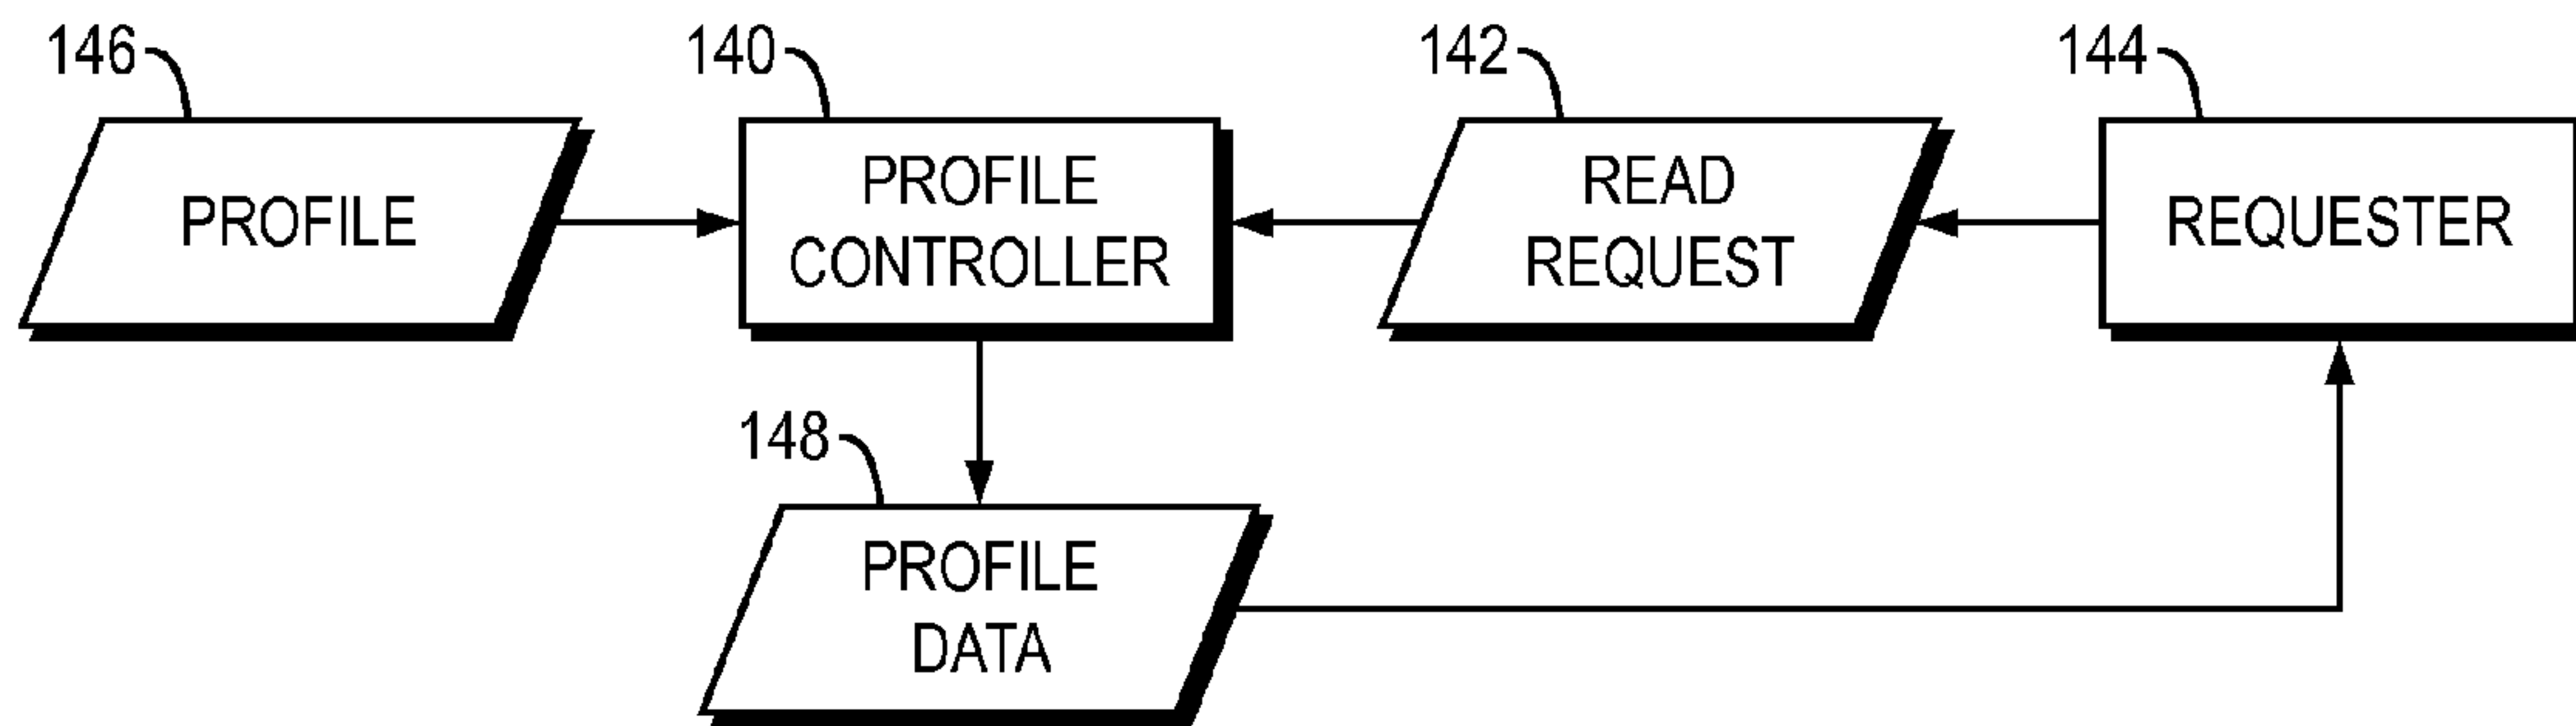 146
140
142
144
PROFILE
PROFILE
CONTROLLER
READ
REQUEST
REQUESTER
148
PROFILE
DATA